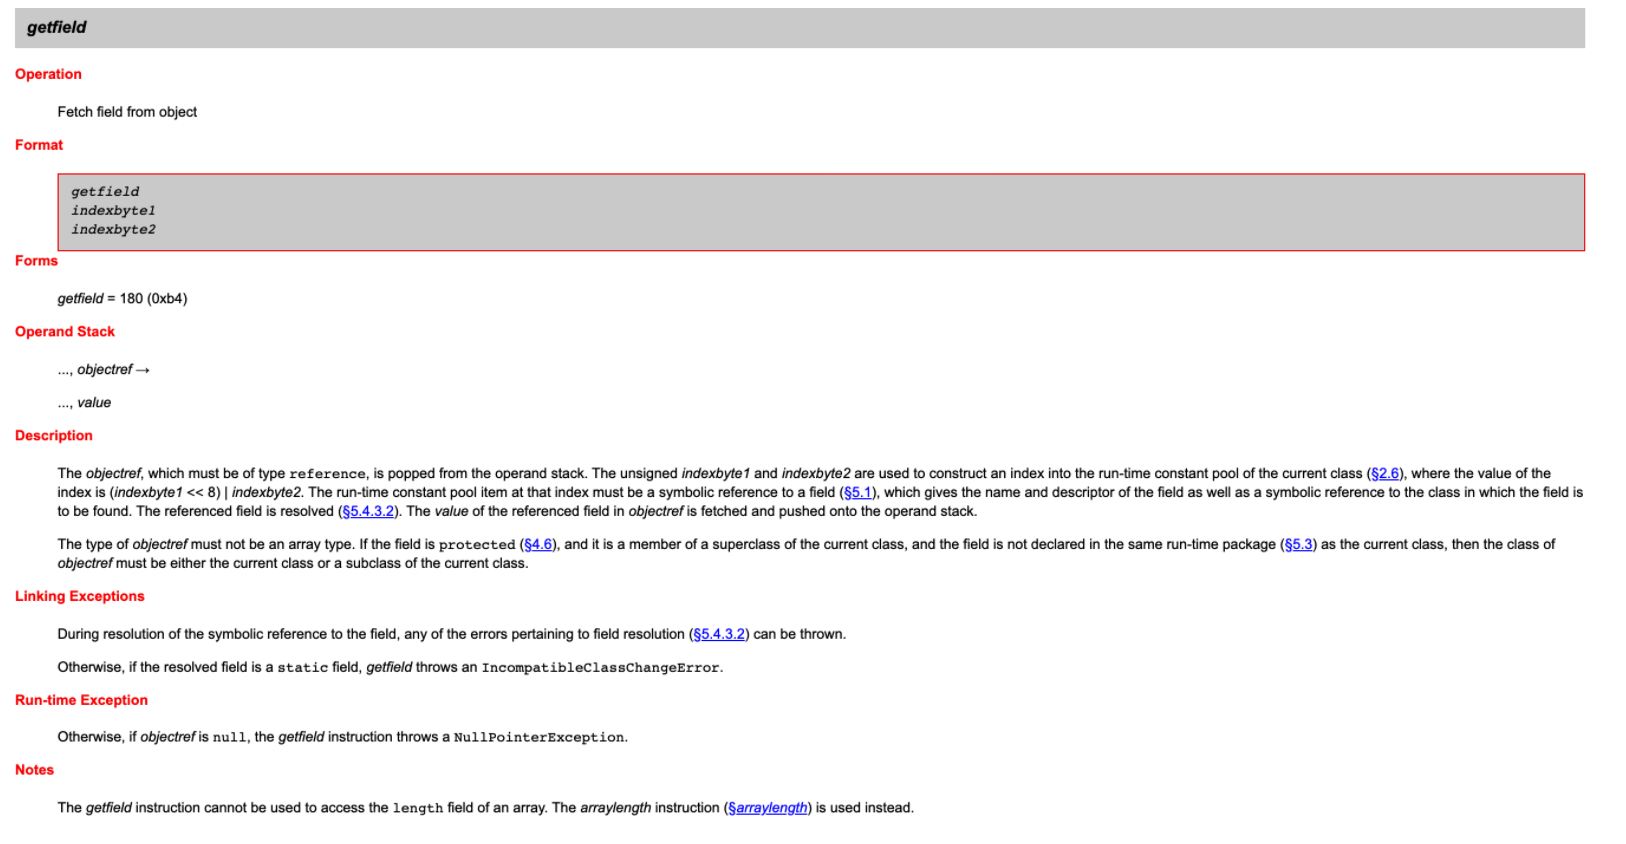 getfield
Operation
Fetch field from object
Format
getfield
indexbyte1
indexbyte2
Forms
getfield = 180 (0xb4)
Operand Stack
..., objectref →
..., value
Description
The objectref, which must be of type reference, is popped from the operand stack. The unsigned indexbyte1 and indexbyte2 are used to construct an index into the run-time constant pool of the current class (§2.6), where the value of the
index is (indexbyte1 << 8) | indexbyte2. The run-time constant pool item at that index must be a symbolic reference to a field (§5.1), which gives the name and descriptor of the field as well as a symbolic reference to the class in which the field is
to be found. The referenced field is resolved (§5.4.3.2). The value of the referenced field in objectref is fetched and pushed onto the operand stack.
The type of objectref must not be an array type. If the field is protected (§4.6), and it is a member of a superclass of the current class, and the field is not declared in the same run-time package (§5.3) as the current class, then the class of
objectref must be either the current class or a subclass of the current class.
Linking Exceptions
During resolution of the symbolic reference to the field, any of the errors pertaining to field resolution (§5.4.3.2) can be thrown.
Otherwise, if the resolved field is a static field, getfield throws an IncompatibleClassChangeError.
Run-time Exception
Otherwise, if objectref is null, the getfield instruction throws a NullPointerException.
Notes
The getfield instruction cannot be used to access the length field of an array. The arraylength instruction (§arraylength) is used instead.